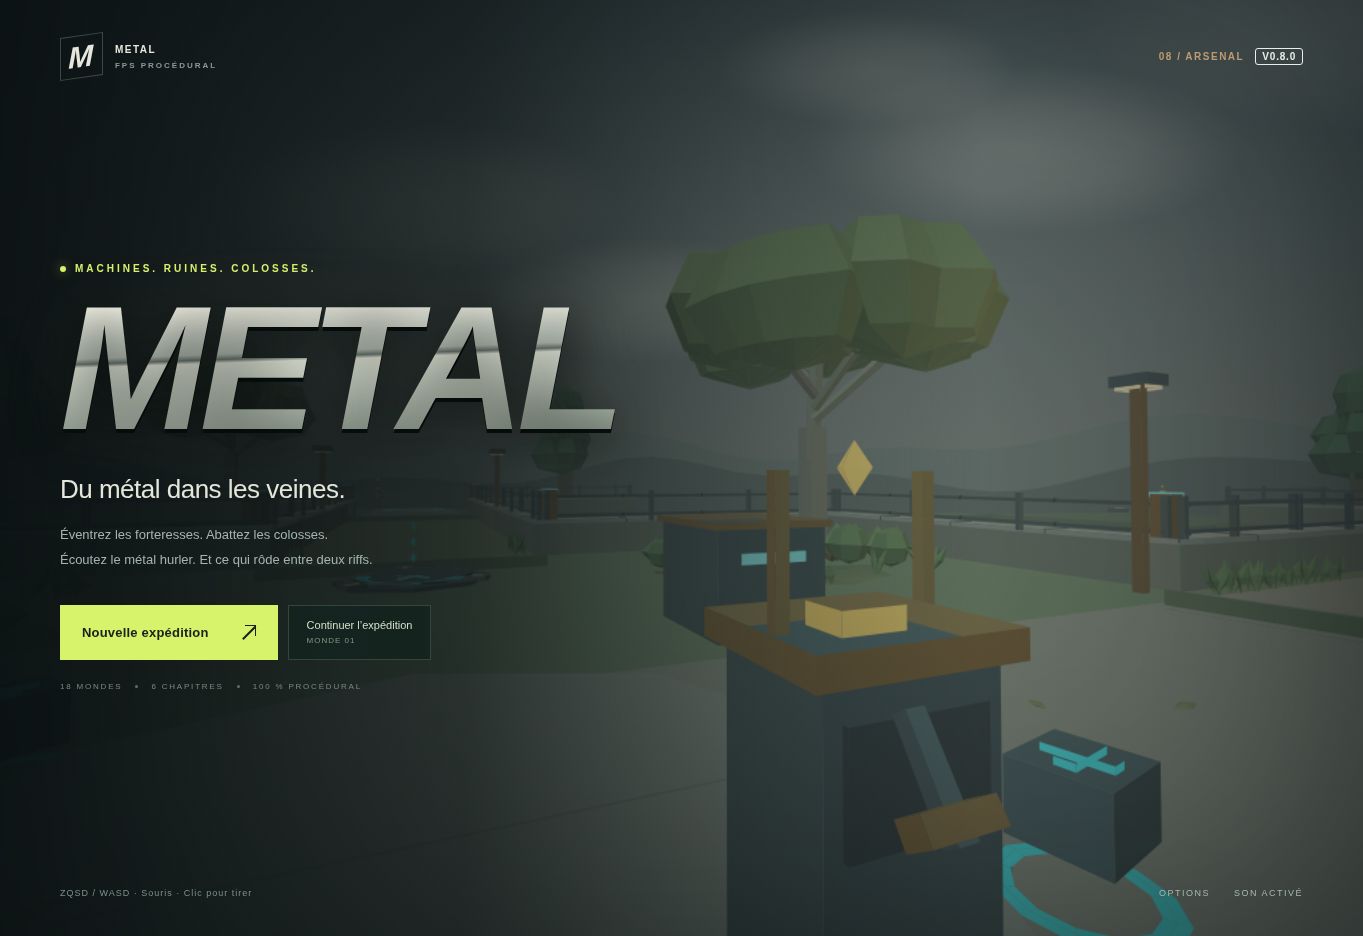 M
METAL
FPS PROCÉDURAL
08 / ARSENAL
V0.8.0
MACHINES. RUINES. COLOSSES.
METAL
Du métal dans les veines.
Éventrez les forteresses. Abattez les colosses.
Écoutez le métal hurler. Et ce qui rôde entre deux riffs.
Nouvelle expédition
Continuer l'expédition
MONDE 01
18 MONDES • 6 CHAPITRES • 100 % PROCÉDURAL
ZQSD / WASD · Souris · Clic pour tirer
OPTIONS
SON ACTIVÉ